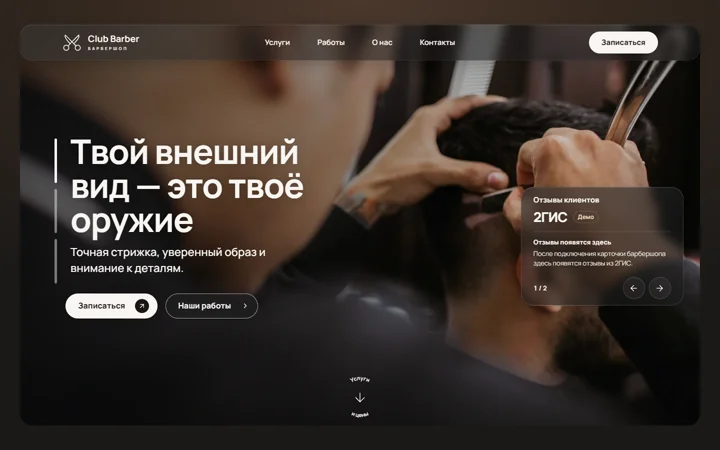 Club Barber
БАРБЕРШОП
Услуги
Работы
О нас
Контакты
Записаться
Твой внешний
вид — это твоё
оружие
Точная стрижка, уверенный образ и
внимание к деталям.
Записаться
Наши работы
Отзывы клиентов
2ГИС
Демо
Отзывы появятся здесь
После подключения карточки барбершопа
здесь появятся отзывы из 2ГИС.
1 / 2
Услуги
и цены